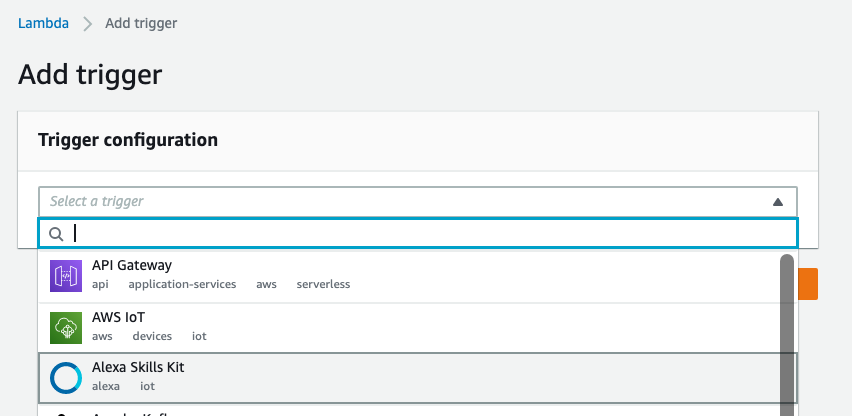 Lambda > Add trigger
Add trigger
Trigger configuration
Select a trigger
API Gateway
api application-services aws serverless
AWS IoT
aws devices iot
Alexa Skills Kit
alexa iot